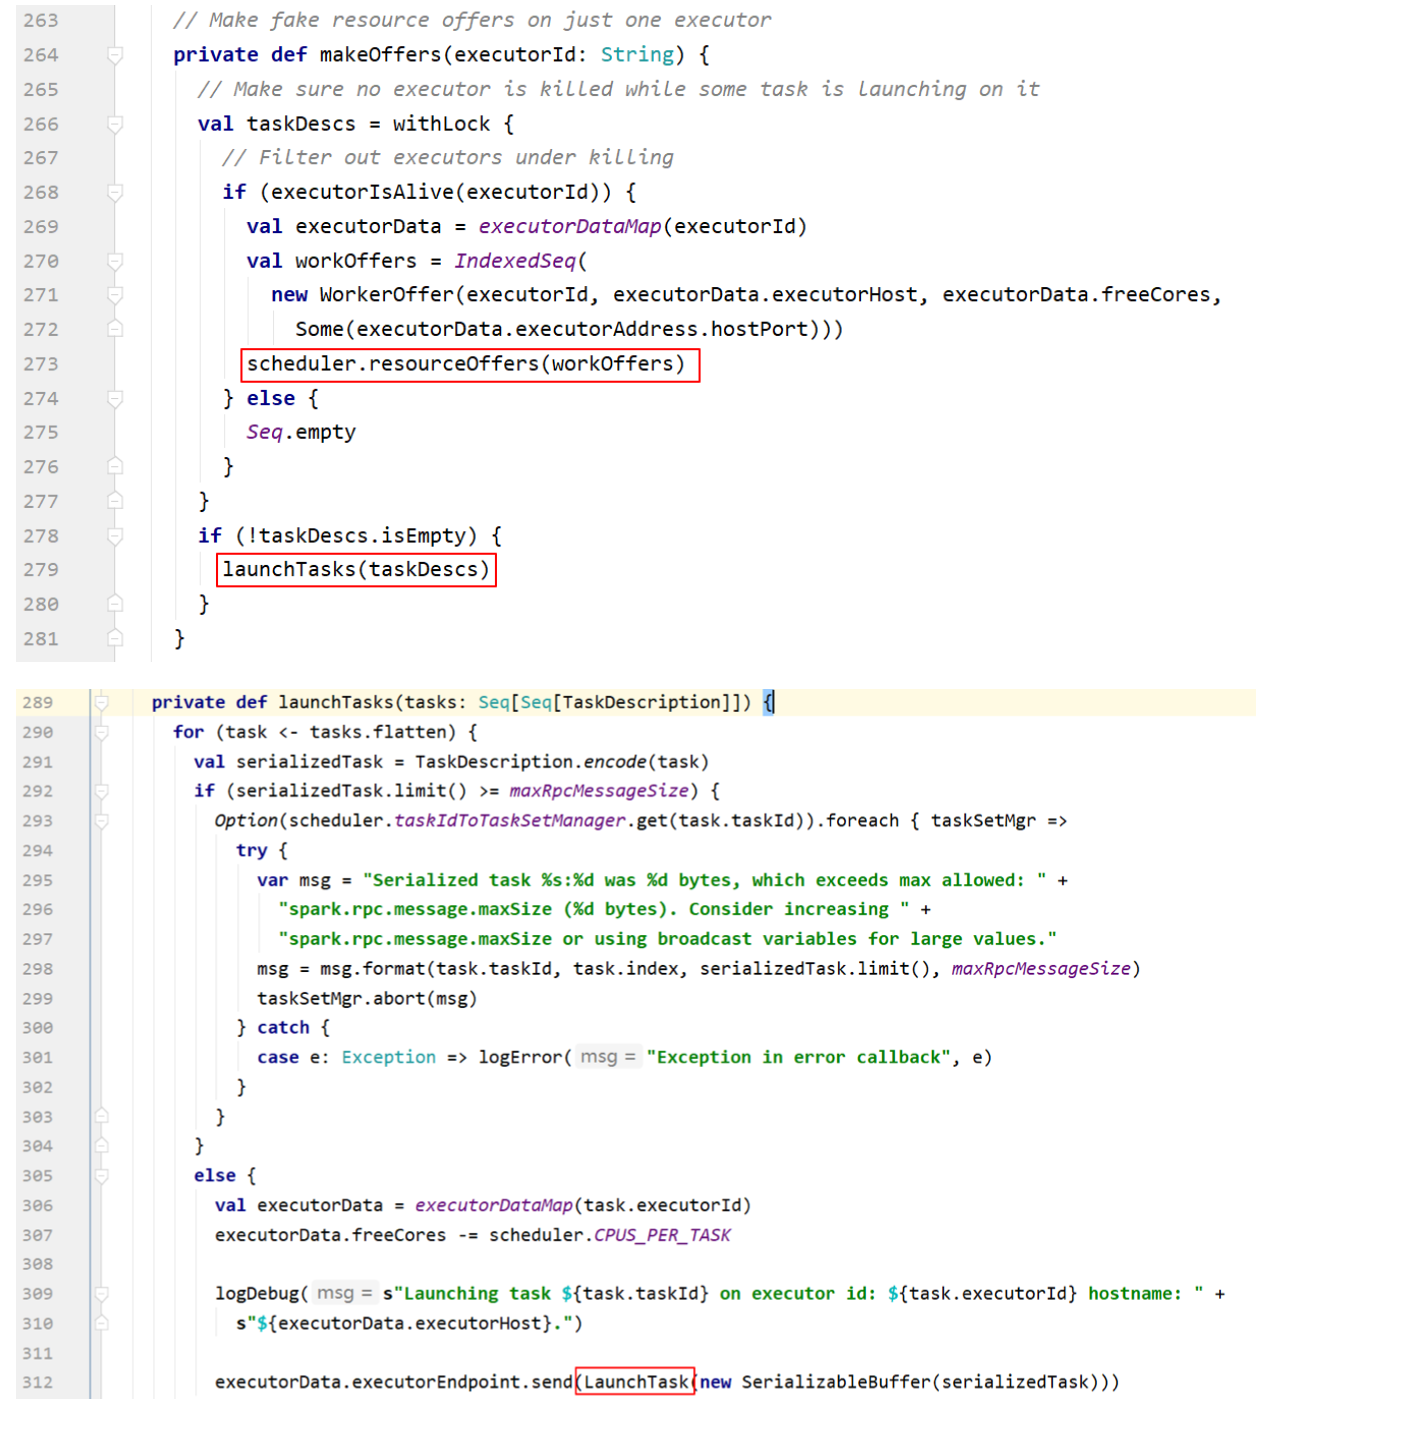 263 // Make fake resource offers on just one executor
264 private def makeOffers(executorId: String) {
265 // Make sure no executor is killed while some task is launching on it
266 val taskDescs = withLock {
267 // Filter out executors under killing
268 if (executorIsAlive(executorId)) {
269 val executorData = executorDataMap(executorId)
270 val workOffers = IndexedSeq(
271 new WorkerOffer(executorId, executorData.executorHost, executorData.freeCores,
272 Some(executorData.executorAddress.hostPort)))
273 scheduler.resourceOffers(workOffers)
274 } else {
275 Seq.empty
276 }
277 }
278 if (!taskDescs.isEmpty) {
279 launchTasks(taskDescs)
280 }
281 }
289 private def launchTasks(tasks: Seq[Seq[TaskDescription]]) {
290 for (task <- tasks.flatten) {
291 val serializedTask = TaskDescription.encode(task)
292 if (serializedTask.limit() >= maxRpcMessageSize) {
293 Option(scheduler.taskIdToTaskSetManager.get(task.taskId)).foreach { taskSetMgr =>
294 try {
295 var msg = "Serialized task %s:%d was %d bytes, which exceeds max allowed: " +
296 "spark.rpc.message.maxSize (%d bytes). Consider increasing " +
297 "spark.rpc.message.maxSize or using broadcast variables for large values."
298 msg = msg.format(task.taskId, task.index, serializedTask.limit(), maxRpcMessageSize)
299 taskSetMgr.abort(msg)
300 } catch {
301 case e: Exception => logError( msg = "Exception in error callback", e)
302 }
303 }
304 }
305 else {
306 val executorData = executorDataMap(task.executorId)
307 executorData.freeCores -= scheduler.CPUS_PER_TASK
308
309 logDebug( msg = s"Launching task ${task.taskId} on executor id: ${task.executorId} hostname: " +
310 s"${executorData.executorHost}.")
311
312 executorData.executorEndpoint.send(LaunchTask(new SerializableBuffer(serializedTask)))